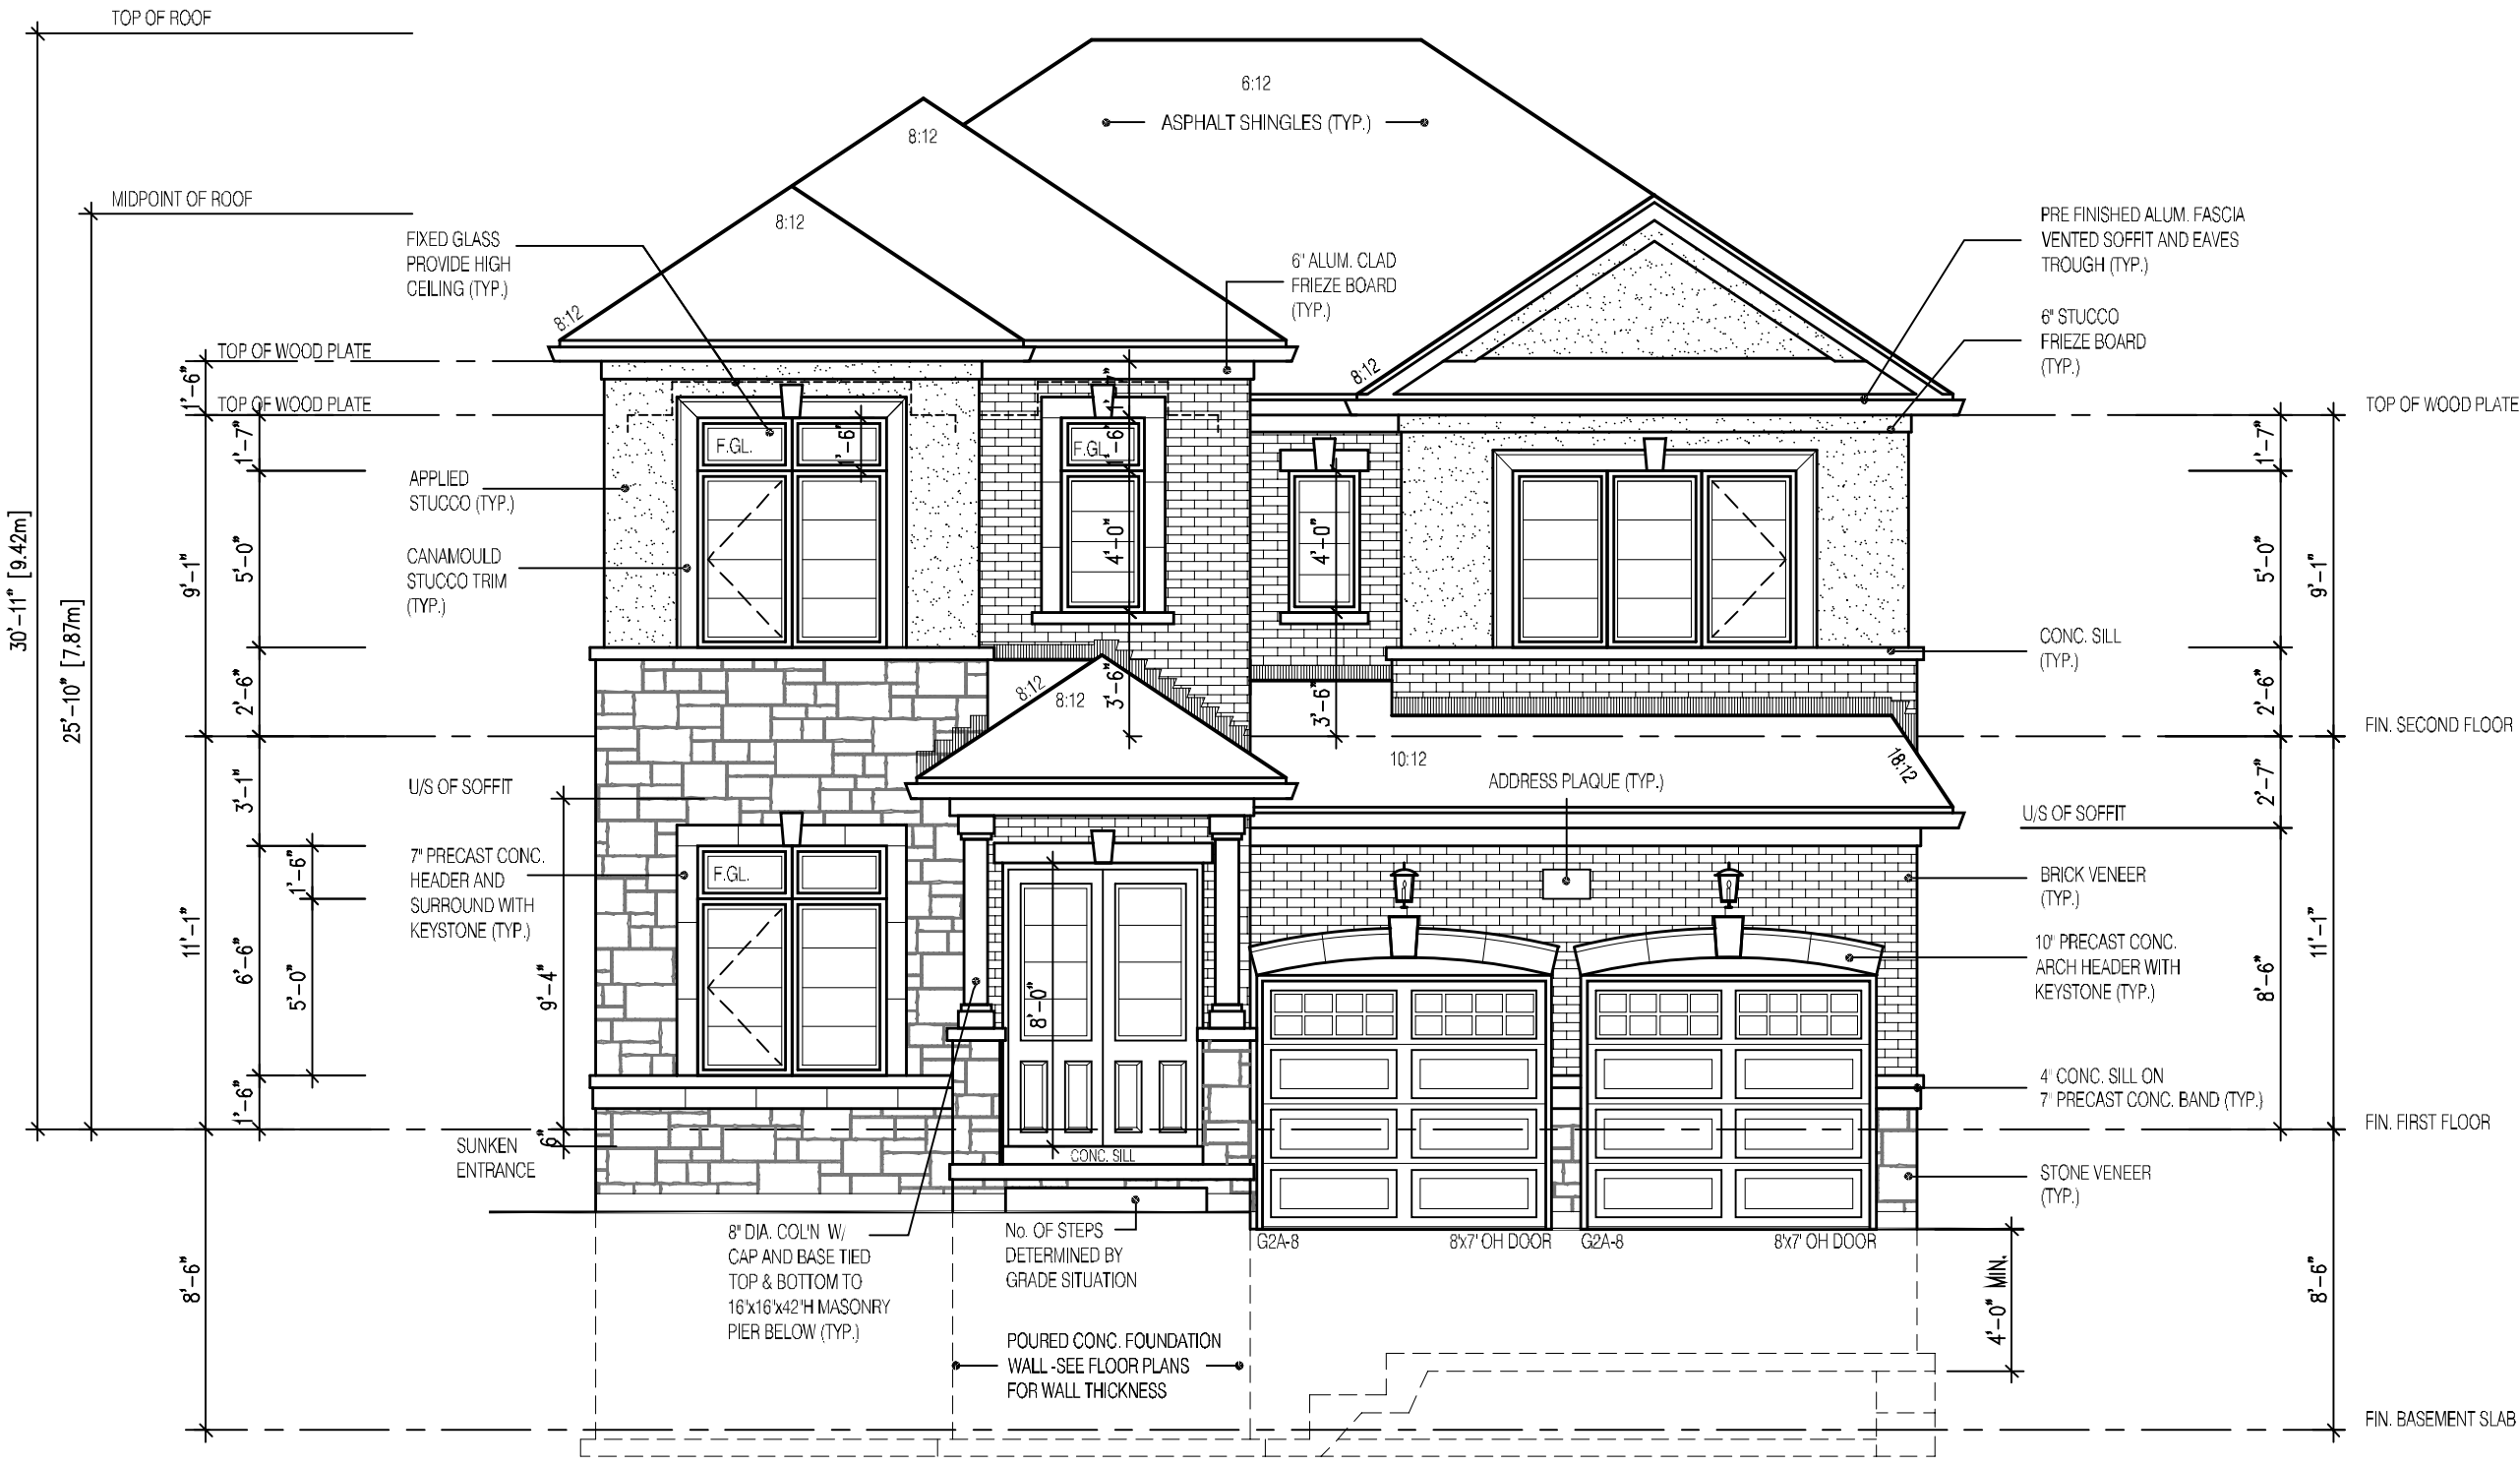 TOP OF ROOF
6:12
ASPHALT SHINGLES (TYP.)
8:12
MIDPOINT OF ROOF
8:12
FIXED GLASS
PROVIDE HIGH
CEILING (TYP.)
6" ALUM. CLAD
FRIEZE BOARD
(TYP.)
PRE FINISHED ALUM. FASCIA
VENTED SOFFIT AND EAVES
TROUGH (TYP.)
8:12
6" STUCCO
FRIEZE BOARD
(TYP.)
8:12
TOP OF WOOD PLATE
1'-6"
TOP OF WOOD PLATE
TOP OF WOOD PLATE
1'-7"
F.GL.
1'-6"
F.GL.
1'-6"
1'-7"
APPLIED
STUCCO (TYP.)
CANAMOULD
STUCCO TRIM
(TYP.)
9'-1"
5'-0"
4'-0"
4'-0"
5'-0"
9'-1"
30'-11" [9.42m]
25'-10" [7.87m]
CONC. SILL
(TYP.)
2'-6"
8:12
8:12
3'-6"
3'-6"
2'-6"
FIN. SECOND FLOOR
10:12
18:12
ADDRESS PLAQUE (TYP.)
U/S OF SOFFIT
3'-1"
2'-7"
U/S OF SOFFIT
7" PRECAST CONC.
HEADER AND
SURROUND WITH
KEYSTONE (TYP.)
1'-6"
F.GL.
BRICK VENEER
(TYP.)
11'-1"
6'-6"
5'-0"
9'-4"
8'-0"
8'-6"
11'-1"
10" PRECAST CONC.
ARCH HEADER WITH
KEYSTONE (TYP.)
4" CONC. SILL ON
7" PRECAST CONC. BAND (TYP.)
1'-6"
6"
FIN. FIRST FLOOR
SUNKEN
ENTRANCE
CONC. SILL
STONE VENEER
(TYP.)
8" DIA. COL'N W/
CAP AND BASE TIED
TOP & BOTTOM TO
16"x16"x42"H MASONRY
PIER BELOW (TYP.)
No. OF STEPS
DETERMINED BY
GRADE SITUATION
G2A-8
8'x7' OH DOOR
G2A-8
8'x7' OH DOOR
8'-6"
4'-0" MIN.
8'-6"
POURED CONC. FOUNDATION
WALL -SEE FLOOR PLANS
FOR WALL THICKNESS
FIN. BASEMENT SLAB